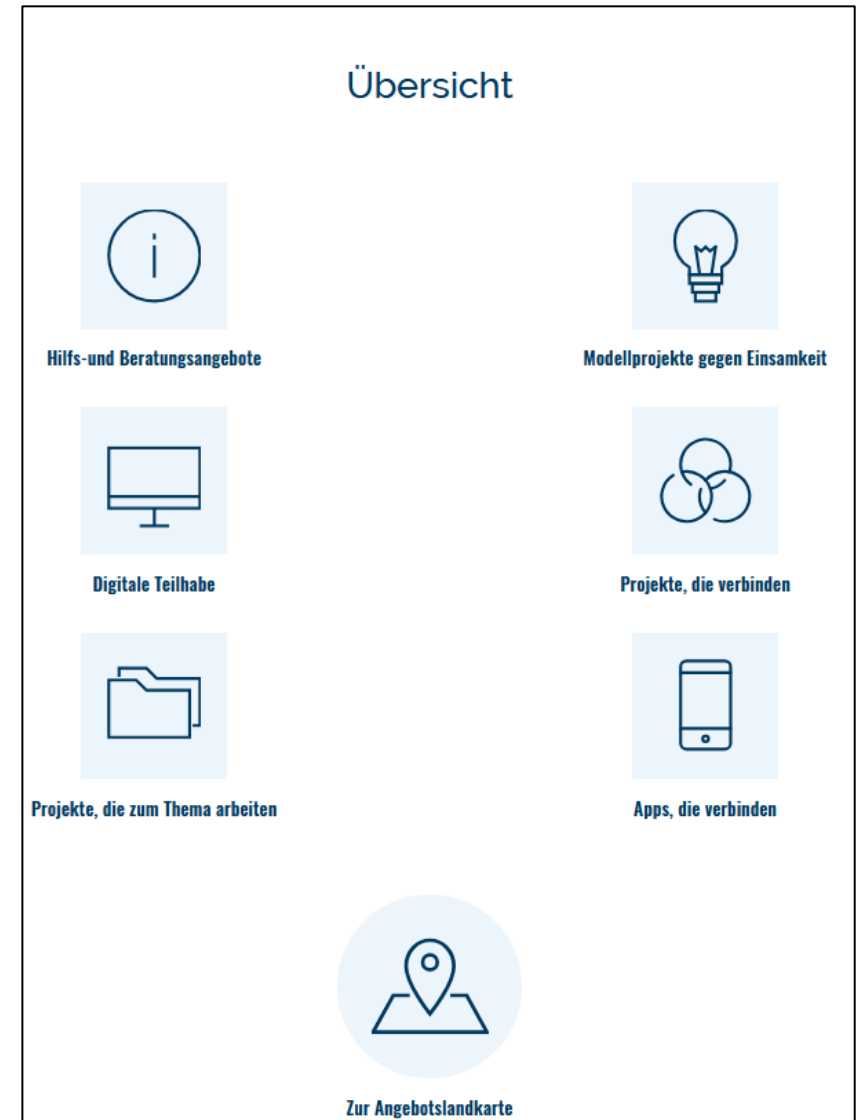 Übersicht
Hilfs-und Beratungsangebote
Modellprojekte gegen Einsamkeit
Digitale Teilhabe
Projekte, die verbinden
Projekte, die zum Thema arbeiten
Apps, die verbinden
Zur Angebotslandkarte